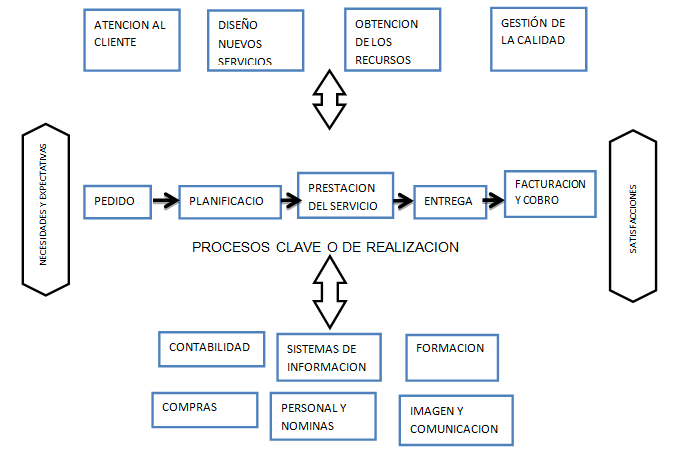 ATENCION AL
CLIENTE
DISEÑO
NUEVOS
SERVICIOS
OBTENCION
DE LOS
RECURSOS
GESTIÓN DE
LA CALIDAD
NECESIDADES Y EXPECTATIVAS
PEDIDO
PLANIFICACIO
PRESTACION
DEL SERVICIO
ENTREGA
FACTURACION
Y COBRO
SATISFACCIONES
PROCESOS CLAVE O DE REALIZACION
CONTABILIDAD
SISTEMAS DE
INFORMACION
FORMACION
COMPRAS
PERSONAL Y
NOMINAS
IMAGEN Y
COMUNICACION